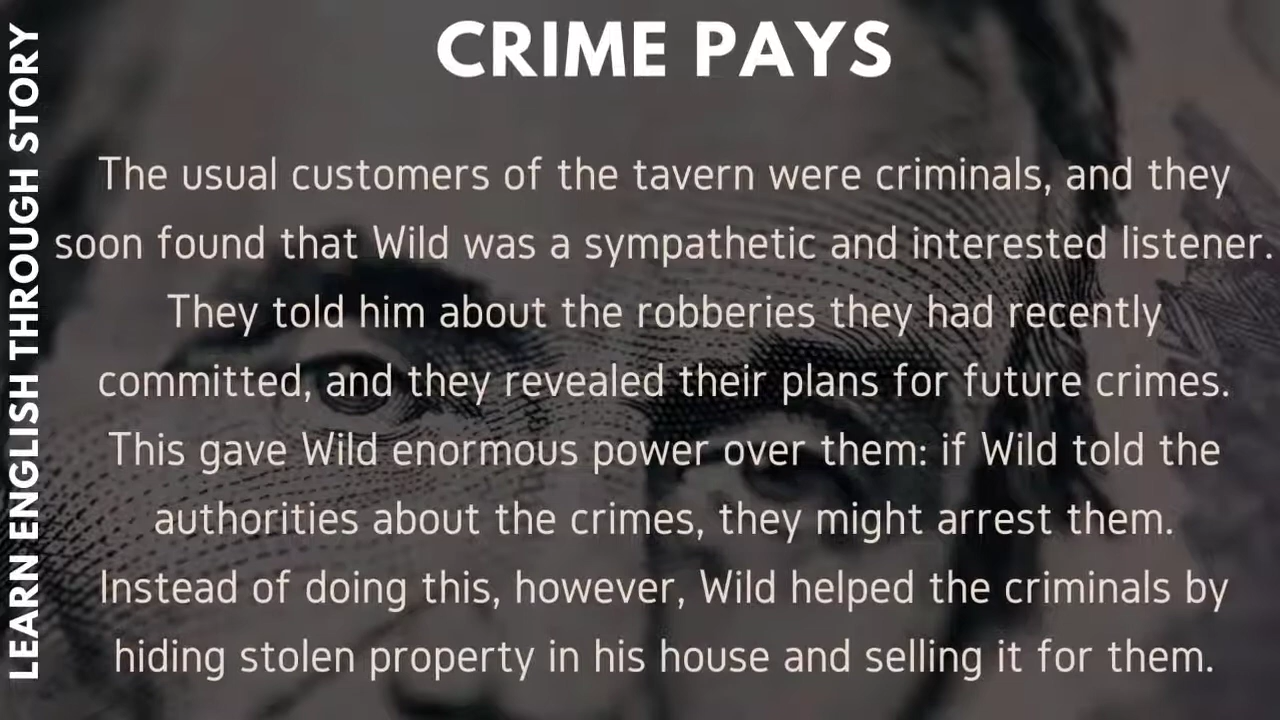 CRIME PAYS
LEARN ENGLISH THROUGH STORY
The usual customers of the tavern were criminals, and they
soon found that Wild was a sympathetic and interested listener.
They told him about the robberies they had recently
committed, and they revealed their plans for future crimes.
This gave Wild enormous power over them: if Wild told the
authorities about the crimes, they might arrest them.
Instead of doing this, however, Wild helped the criminals by
hiding stolen property in his house and selling it for them.